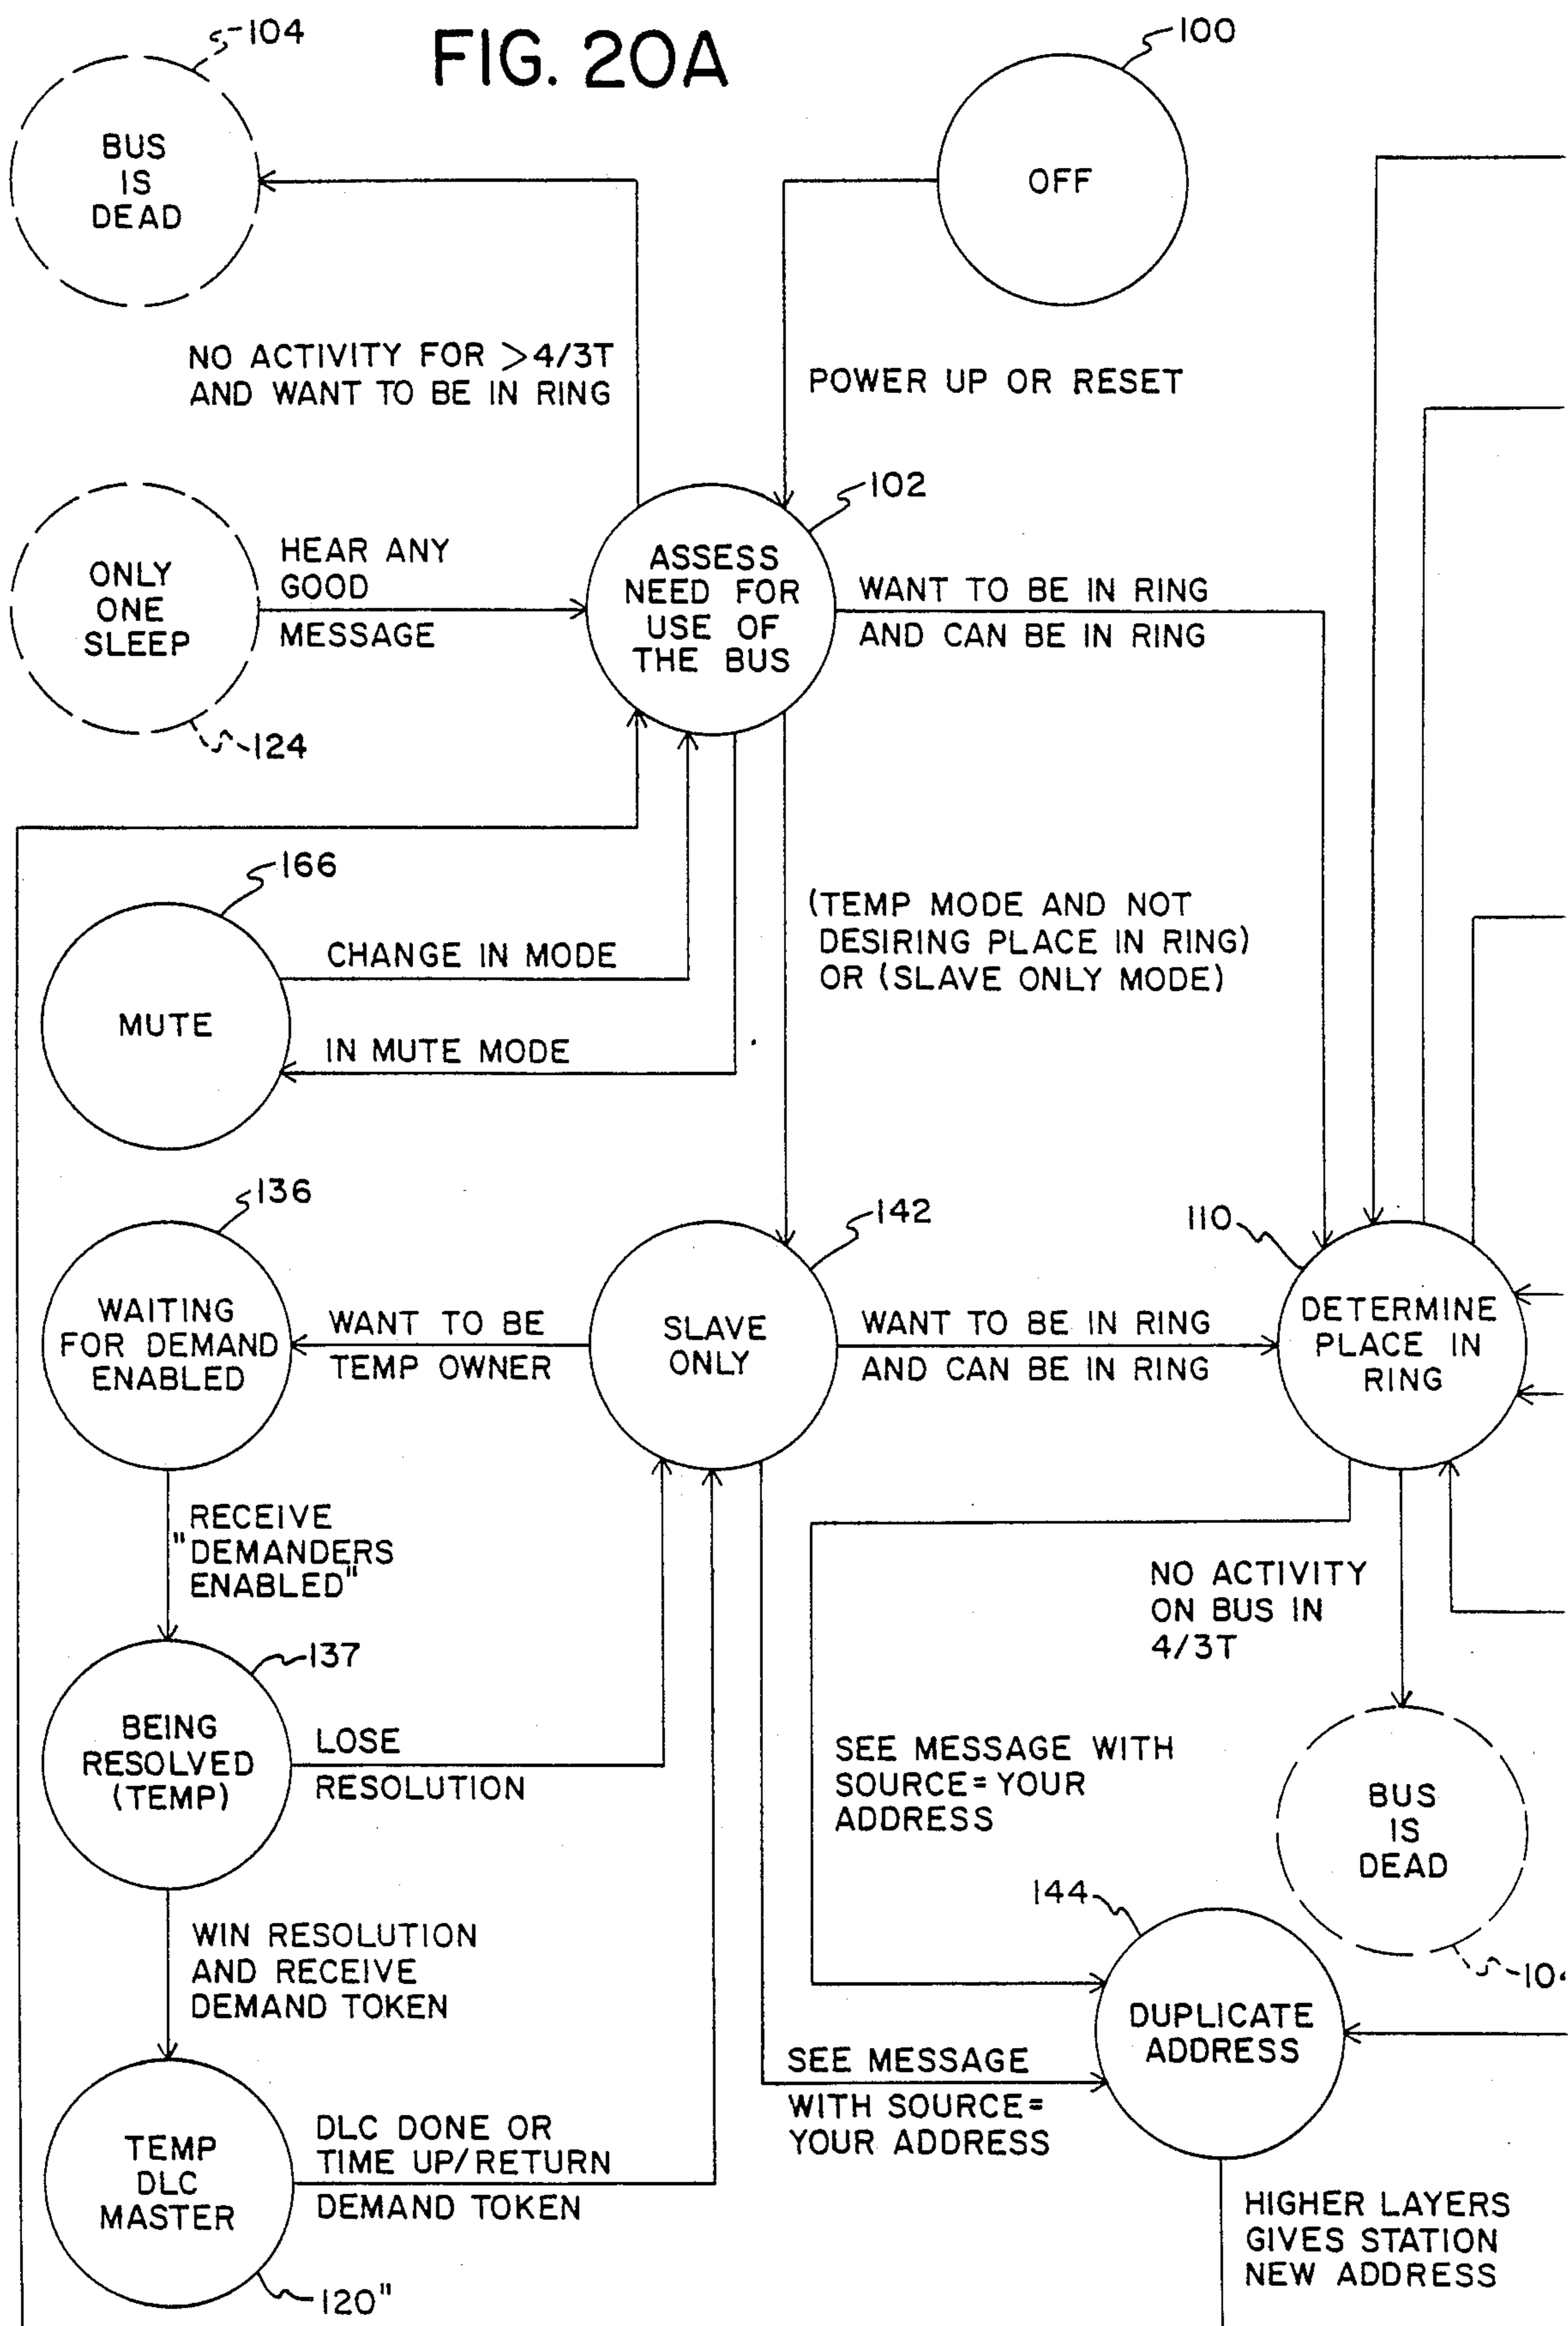 FIG. 20A
104
100
BUS
IS
DEAD
OFF
NO ACTIVITY FOR >4/3T
AND WANT TO BE IN RING
POWER UP OR RESET
102
ONLY
ONE
SLEEP
HEAR ANY
GOOD
MESSAGE
ASSESS
NEED FOR
USE OF
THE BUS
WANT TO BE IN RING
AND CAN BE IN RING
124
166
(TEMP MODE AND NOT
DESIRING PLACE IN RING)
OR (SLAVE ONLY MODE)
CHANGE IN MODE
MUTE
IN MUTE MODE
136
142
110
WAITING
FOR DEMAND
ENABLED
WANT TO BE
TEMP OWNER
SLAVE
ONLY
WANT TO BE IN RING
AND CAN BE IN RING
DETERMINE
PLACE IN
RING
RECEIVE
"DEMANDERS
ENABLED"
NO ACTIVITY
ON BUS IN
4/3T
137
BEING
RESOLVED
(TEMP)
LOSE
RESOLUTION
SEE MESSAGE WITH
SOURCE=YOUR
ADDRESS
BUS
IS
DEAD
144
10
WIN RESOLUTION
AND RECEIVE
DEMAND TOKEN
DUPLICATE
ADDRESS
SEE MESSAGE
WITH SOURCE=
YOUR ADDRESS
TEMP
DLC
MASTER
DLC DONE OR
TIME UP/RETURN
DEMAND TOKEN
HIGHER LAYERS
GIVES STATION
NEW ADDRESS
120"